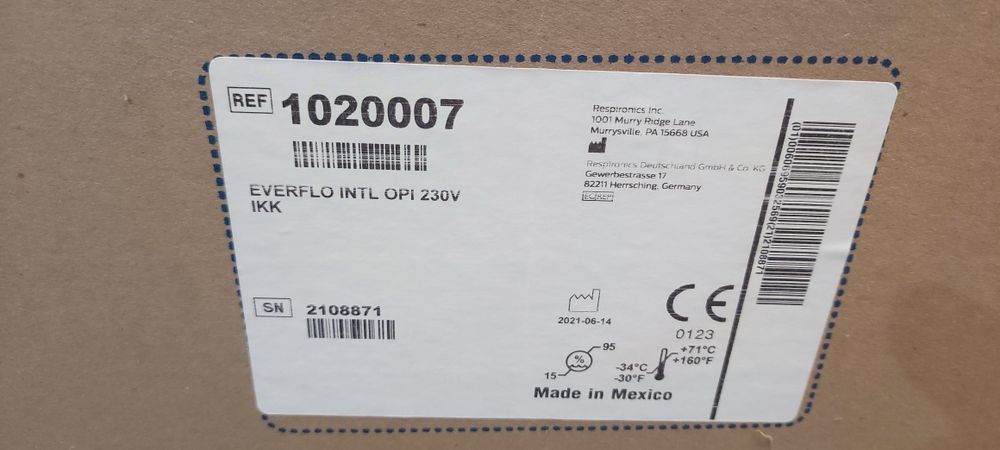 REF 1020007
EVERFLO INTL OPI 230V
IKK
SN 2108871
Respironics Inc.
1001 Murry Ridge Lane
Murrysville, PA 15668 USA
Respironics Deutschland GmbH & Co. KG
Gewerbestrasse 17
82211 Herrsching, Germany
EC REP
2021-06-14
CE
0123
%
95
15
+71°C
+160°F
-34°C
-30°F
Made in Mexico